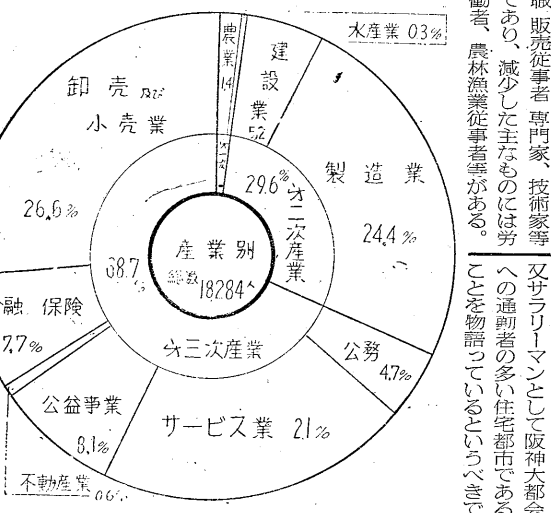 職、販売従事者 専門家、技術家等
であり、減少した主なものには労
働者、農林漁業従事者等がある。
又サラリーマンとして阪神大都会
への通勤者の多い住宅都市である
ことを物語っているというべきで
水産業 03%
農業 1.4
建設業 5.2
製造業
24.4%
公務
4.7%
サービス業 21%
公益事業
8.1%
不動産業 06%
融 保険
7.7%
卸売及び
小売業
26.6%
29.6%
才二次産業
68.7%
才三次産業
産業別
総数 18284人